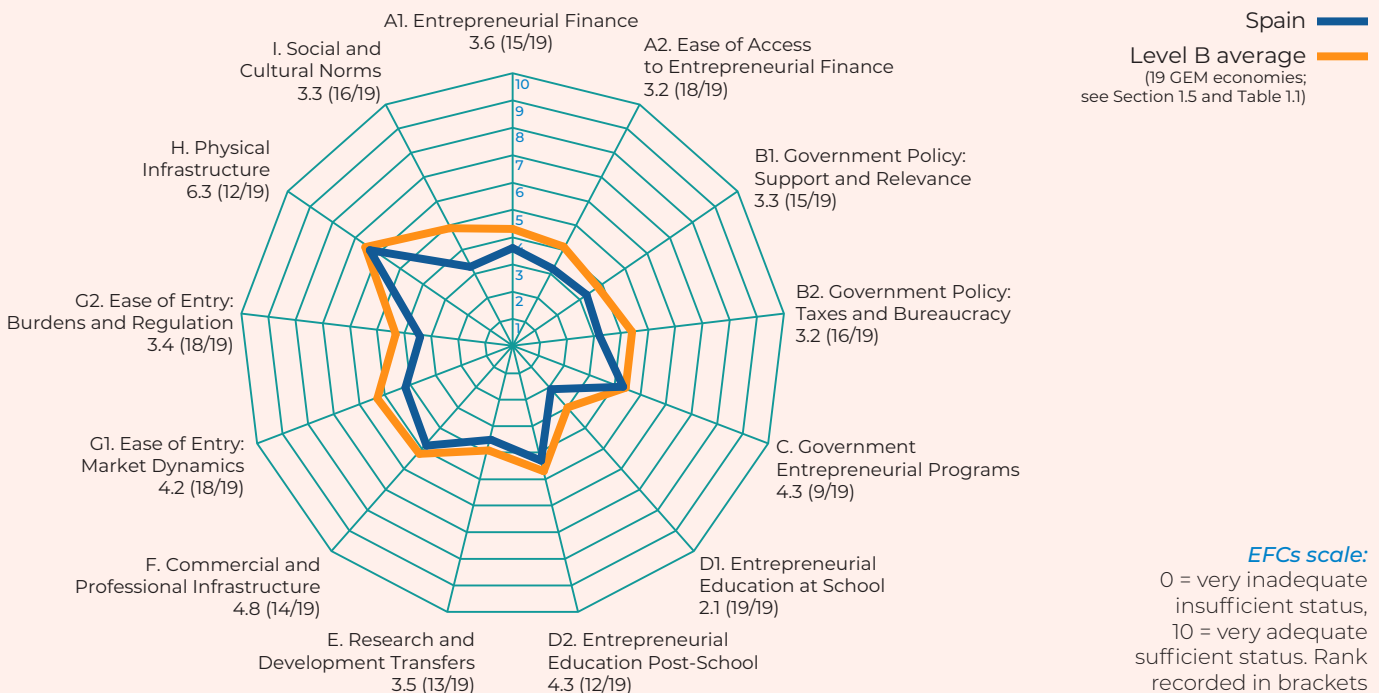 A1. Entrepreneurial Finance
3.6 (15/19)
A2. Ease of Access
to Entrepreneurial Finance
3.2 (18/19)
B1. Government Policy:
Support and Relevance
3.3 (15/19)
B2. Government Policy:
Taxes and Bureaucracy
3.2 (16/19)
C. Government
Entrepreneurial Programs
4.3 (9/19)
D1. Entrepreneurial
Education at School
2.1 (19/19)
D2. Entrepreneurial
Education Post-School
4.3 (12/19)
E. Research and
Development Transfers
3.5 (13/19)
F. Commercial and
Professional Infrastructure
4.8 (14/19)
G1. Ease of Entry:
Market Dynamics
4.2 (18/19)
G2. Ease of Entry:
Burdens and Regulation
3.4 (18/19)
H. Physical
Infrastructure
6.3 (12/19)
I. Social and
Cultural Norms
3.3 (16/19)
10
9
8
7
6
5
3
2
1
Spain
Level B average
(19 GEM economies;
see Section 1.5 and Table 1.1)
EFCs scale:
0 = very inadequate
insufficient status,
10 = very adequate
sufficient status. Rank
recorded in brackets